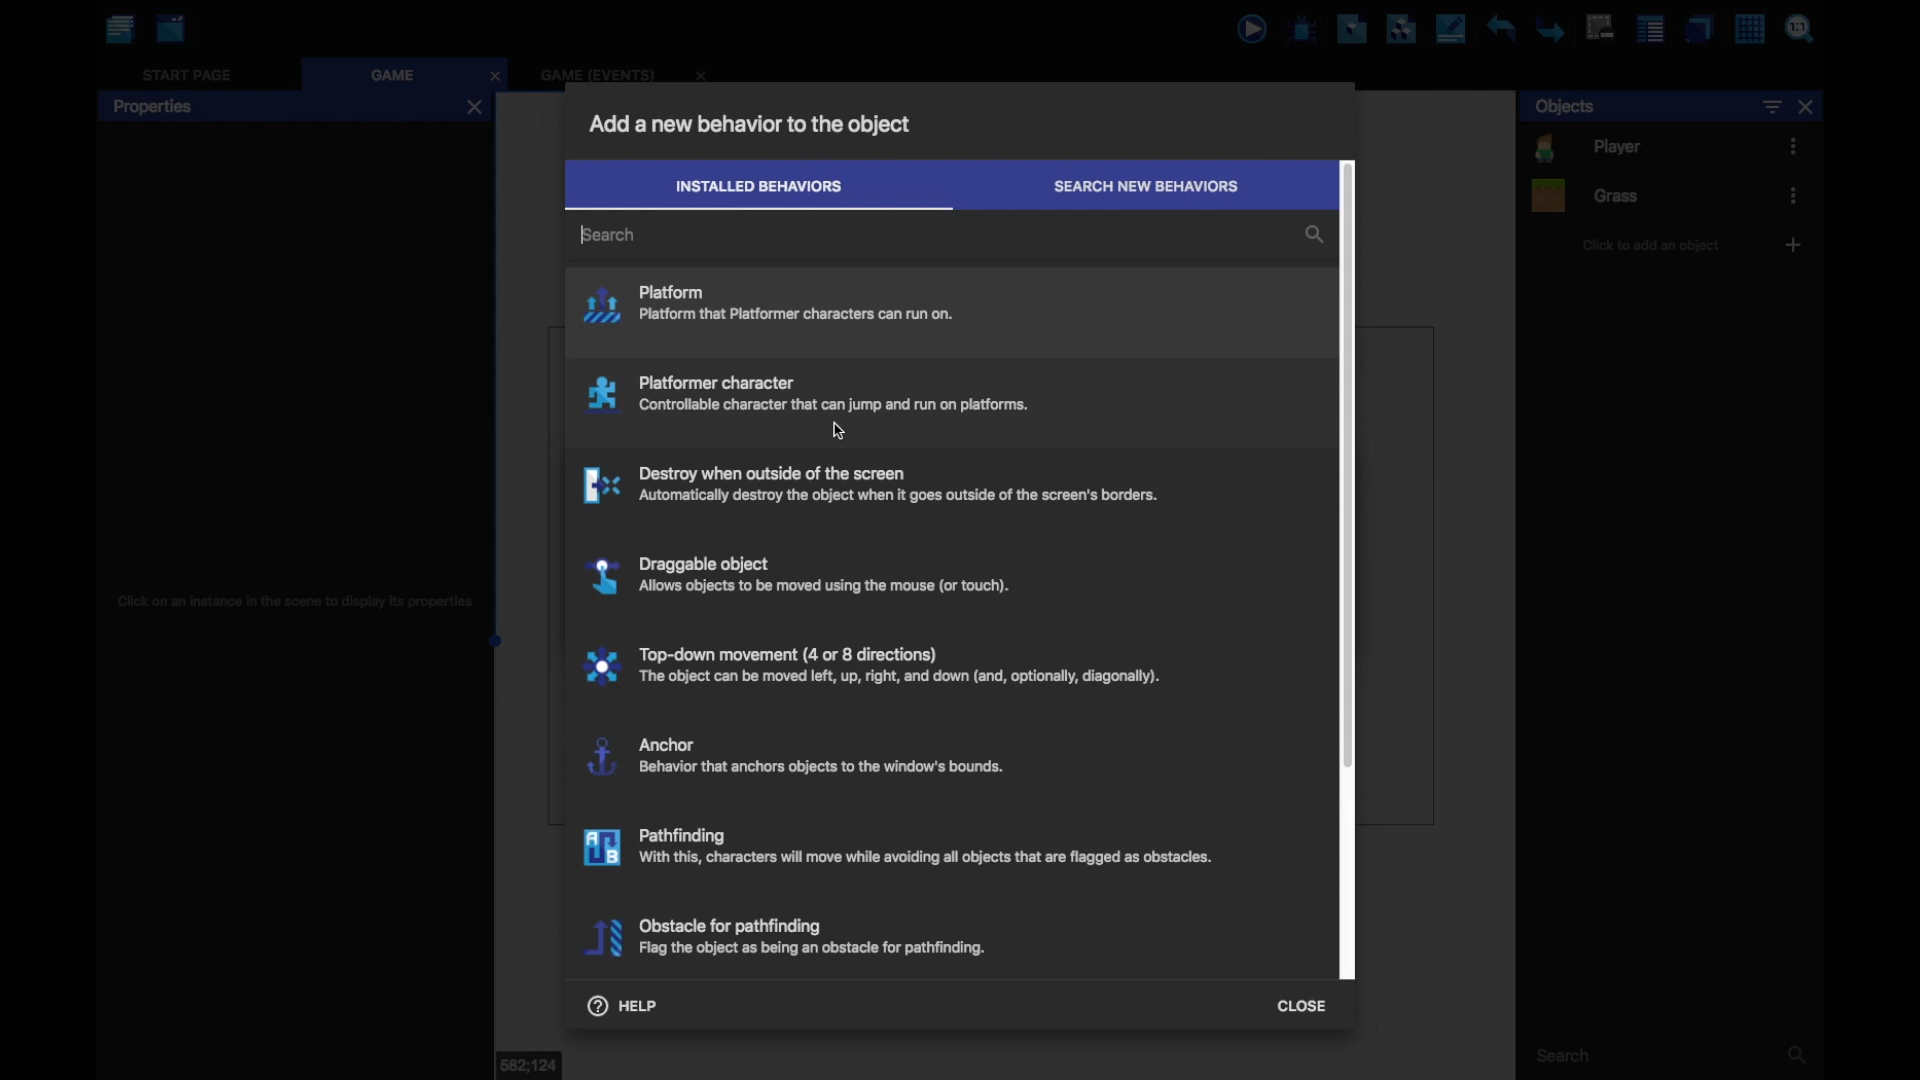 START PAGE
GAME
GAME (EVENTS)
Properties
Click on an instance in the scene to display its properties
582;124
Add a new behavior to the object
INSTALLED BEHAVIORS
SEARCH NEW BEHAVIORS
Search
Platform
Platform that Platformer characters can run on.
Platformer character
Controllable character that can jump and run on platforms.
Destroy when outside of the screen
Automatically destroy the object when it goes outside of the screen's borders.
Draggable object
Allows objects to be moved using the mouse (or touch).
Top-down movement (4 or 8 directions)
The object can be moved left, up, right, and down (and, optionally, diagonally).
Anchor
Behavior that anchors objects to the window's bounds.
A
B
Pathfinding
With this, characters will move while avoiding all objects that are flagged as obstacles.
Obstacle for pathfinding
Flag the object as being an obstacle for pathfinding.
? HELP
CLOSE
1:1
Objects
Player
Grass
Click to add an object
Search